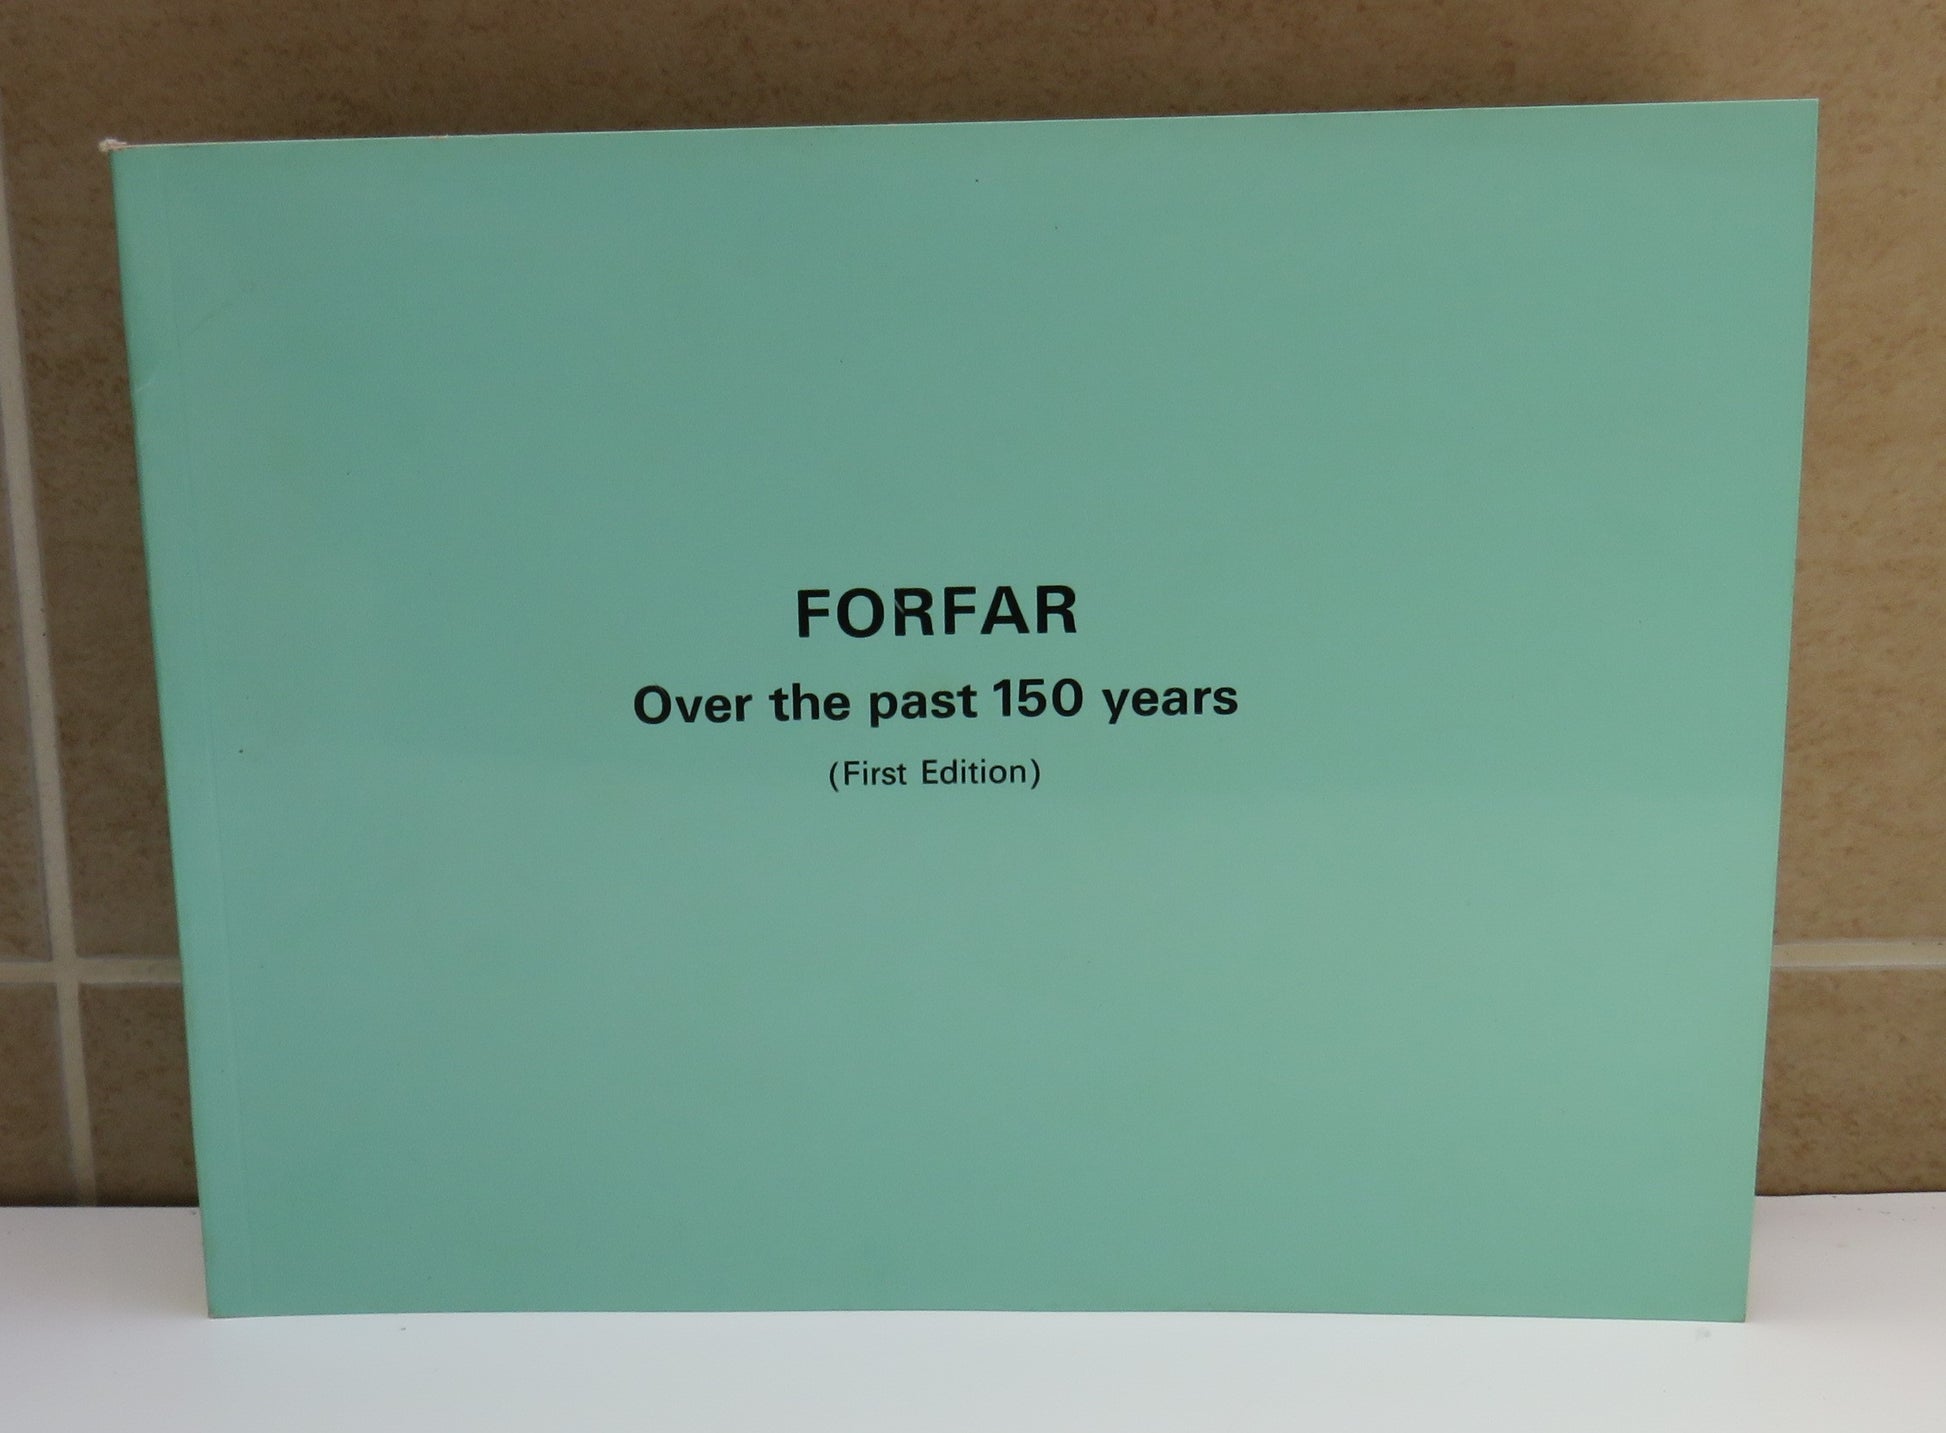 FORFAR
Over the past 150 years
(First Edition)